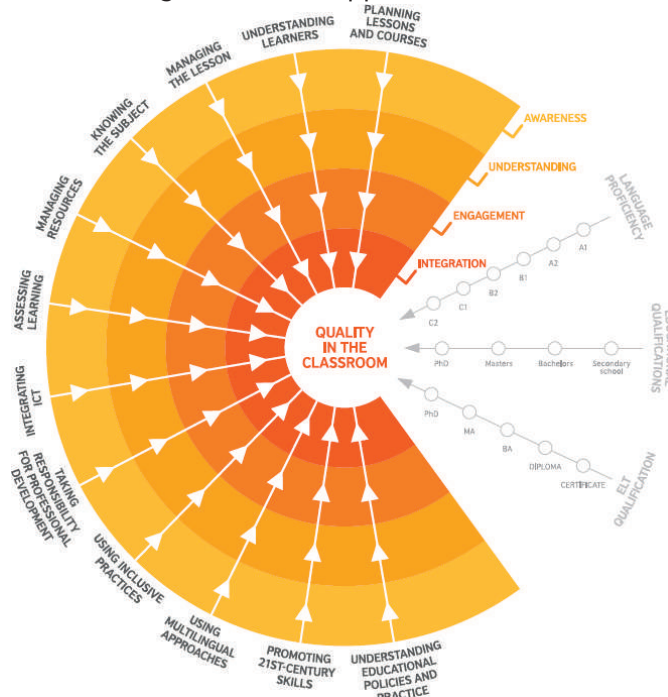 PLANNING
LESSONS
AND COURSES
UNDERSTANDING
LEARNERS
MANAGING
THE LESSON
KNOWING
THE SUBJECT
MANAGING
RESOURCES
ASSESSING
LEARNING
INTEGRATING
ICT
TAKING
RESPONSIBILITY
FOR PROFESSIONAL
DEVELOPMENT
USING INCLUSIVE
PRACTICES
USING
MULTILINGUAL
APPROACHES
PROMOTING
21ST-CENTURY
SKILLS
UNDERSTANDING
EDUCATIONAL
POLICIES AND
PRACTICE
AWARENESS
UNDERSTANDING
ENGAGEMENT
INTEGRATION
QUALITY
IN THE
CLASSROOM
LANGUAGE
PROFICIENCY
A1
A2
B1
B2
C1
C2
QUALIFICATIONS
PhD
Masters
Bachelors
Secondary
school
ELT
QUALIFICATION
PhD
MA
BA
DIPLOMA
CERTIFICATE